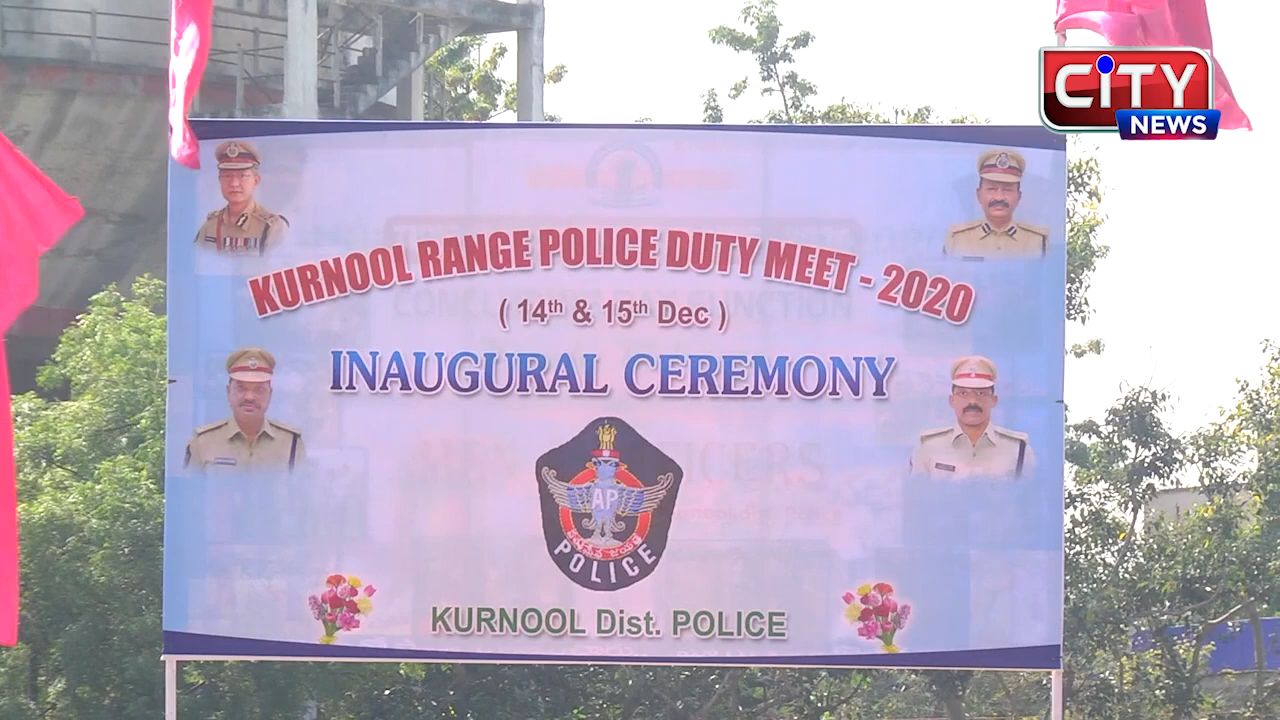 CiTY
NEWS
KURNOOL RANGE POLICE DUTY MEET - 2020
( 14th & 15th Dec )
INAUGURAL CEREMONY
AP
POLICE
KURNOOL Dist. POLICE